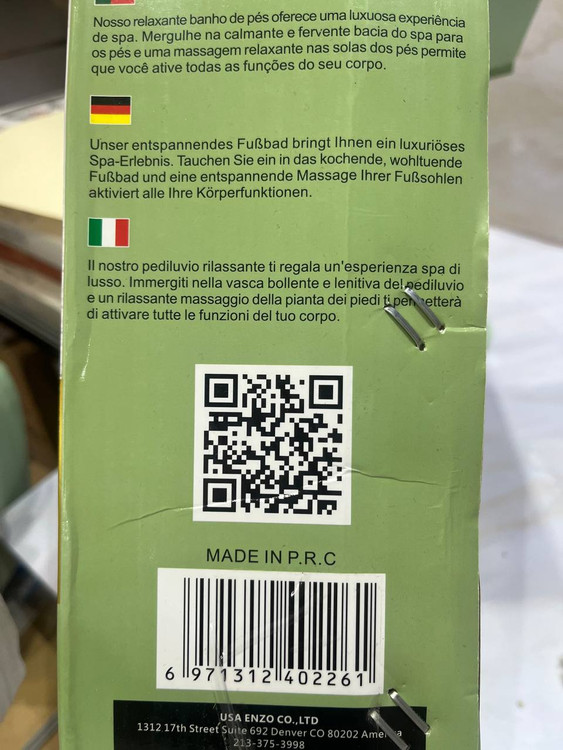 Nosso relaxante banho de pés oferece uma luxuosa experiência
de spa. Mergulhe na calmante e fervente bacia do spa para
os pés e uma massagem relaxante nas solas dos pés permite
que você ative todas as funções do seu corpo.
Unser entspannendes Fußbad bringt Ihnen ein luxuriöses
Spa-Erlebnis. Tauchen Sie ein in das kochende, wohltuende
Fußbad und eine entspannende Massage Ihrer Fußsohlen
aktiviert alle Ihre Körperfunktionen.
Il nostro pediluvio rilassante ti regala un'esperienza spa di
lusso. Immergiti nella vasca bollente e lenitiva del pediluvio
e un rilassante massaggio della pianta dei piedi ti permetterà
di attivare tutte le funzioni del tuo corpo.
MADE IN P.R.C
6 971312 402261
USA ENZO CO.,LTD
1312 17th Street Suite 692 Denver CO 80202 America
213-375-3998